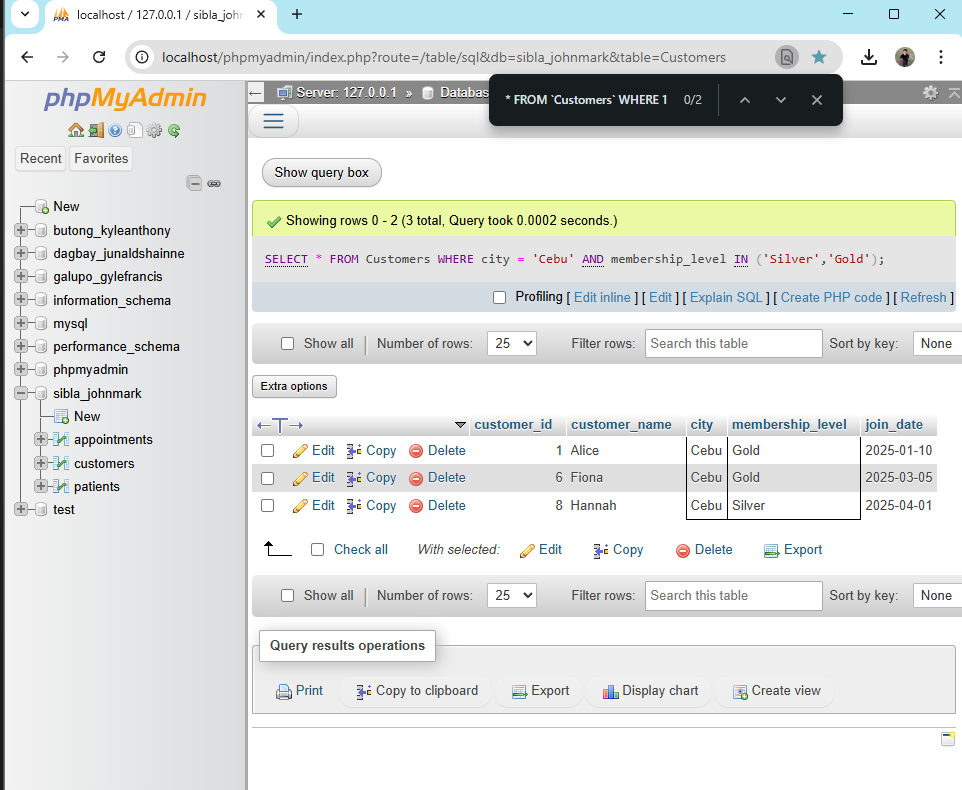 localhost / 127.0.0.1 / sibla_john
localhost/phpmyadmin/index.php?route=/table/sql&db=sibla_johnmark&table=Customers
* FROM `Customers` WHERE 1 0/2
phpMyAdmin
Recent Favorites
New
butong_kyleanthony
dagbay_junaldshainne
galupo_gylefrancis
information_schema
mysql
performance_schema
phpmyadmin
sibla_johnmark
New
appointments
customers
patients
test
Server: 127.0.0.1 » Databas
Show query box
Showing rows 0 - 2 (3 total, Query took 0.0002 seconds.)
SELECT * FROM Customers WHERE city = 'Cebu' AND membership_level IN ('Silver','Gold');
Profiling [ Edit inline ] [ Edit ] [ Explain SQL ] [ Create PHP code ] [ Refresh ]
Show all Number of rows: 25 Filter rows: Search this table Sort by key: None
Extra options
←T→ customer_id customer_name city membership_level join_date
Edit Copy Delete 1 Alice Cebu Gold 2025-01-10
Edit Copy Delete 6 Fiona Cebu Gold 2025-03-05
Edit Copy Delete 8 Hannah Cebu Silver 2025-04-01
Check all With selected: Edit Copy Delete Export
Show all Number of rows: 25 Filter rows: Search this table Sort by key: None
Query results operations
Print Copy to clipboard Export Display chart Create view